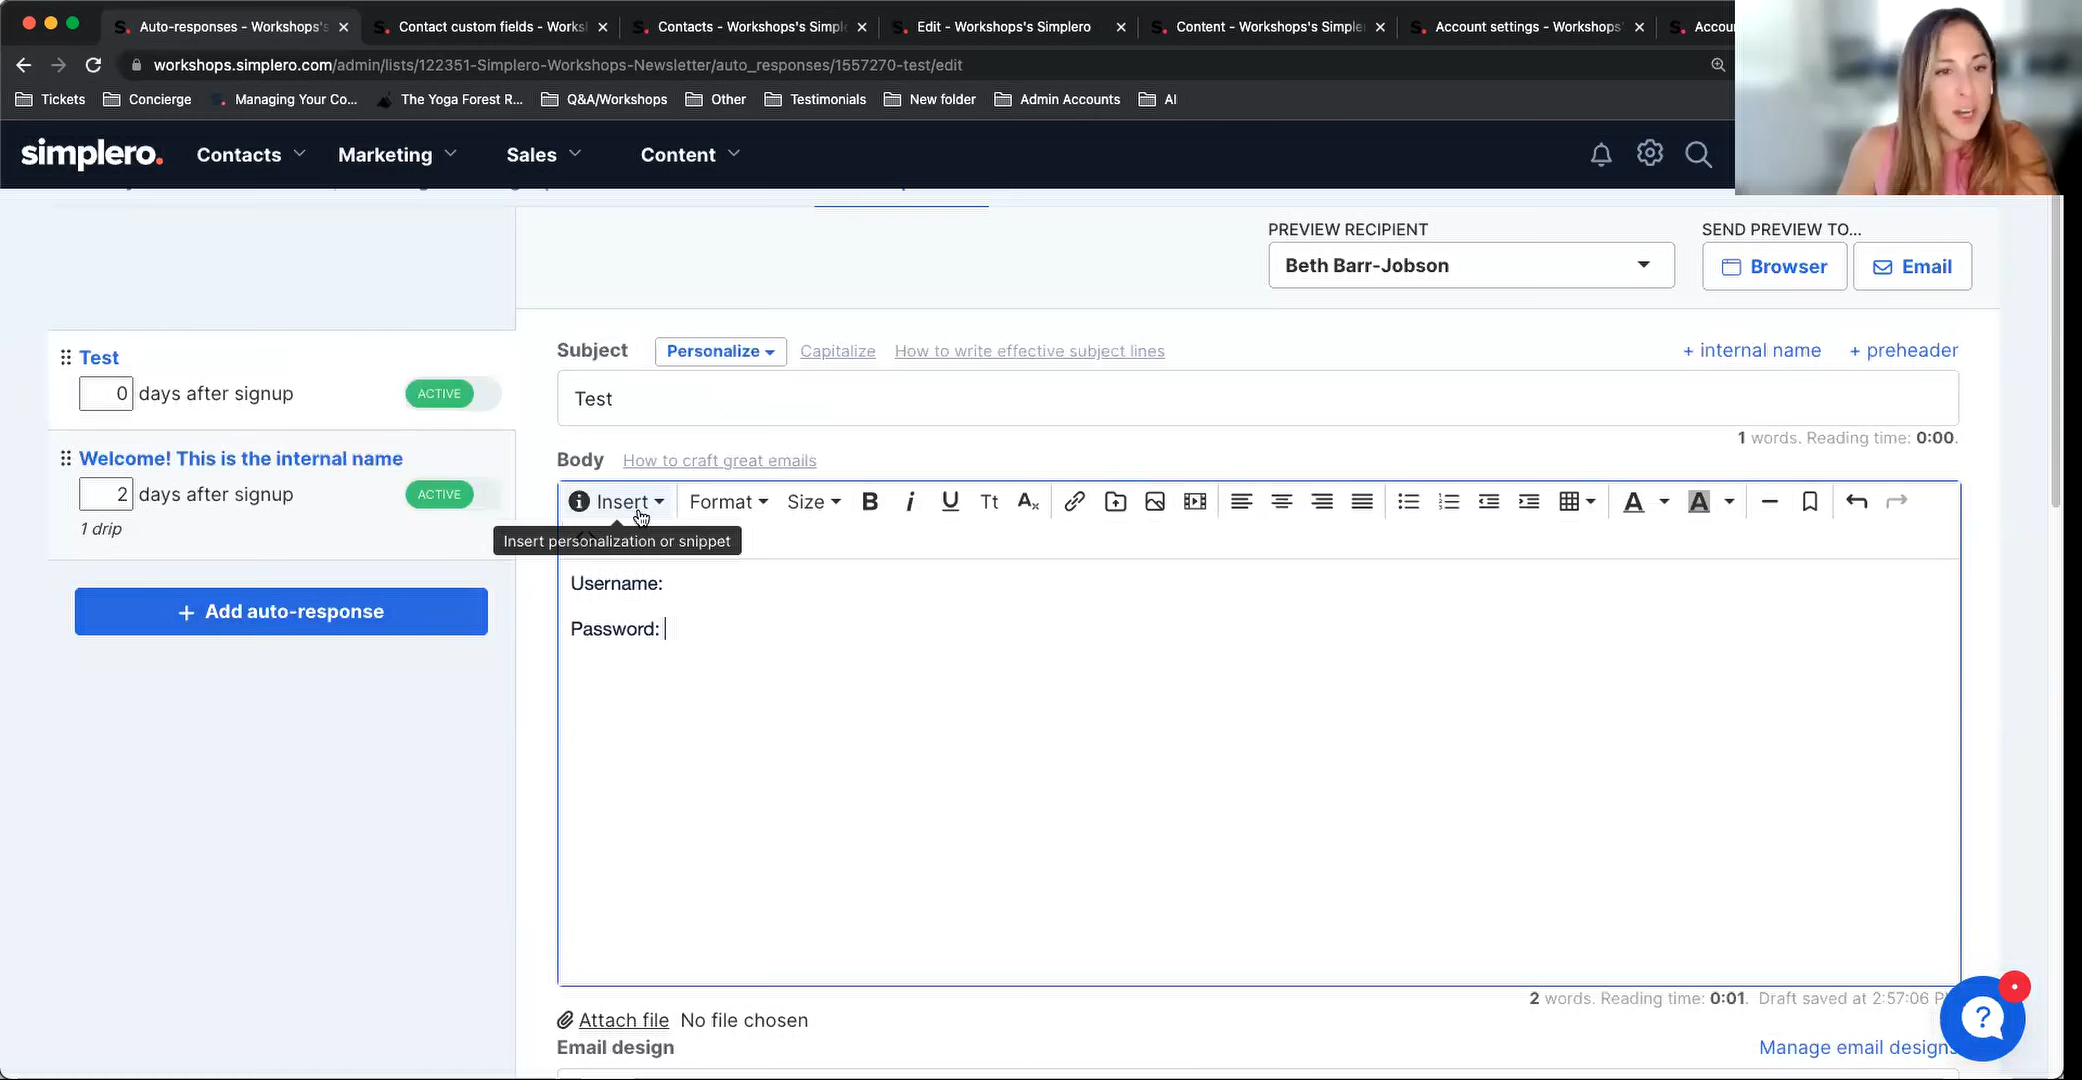 Auto-responses - Workshops's
Contact custom fields - Works
Contacts - Workshops's Simpl
Edit - Workshops's Simplero
Content - Workshops's Simple
Account settings - Workshops'
Accou
workshops.simplero.com/admin/lists/122351-Simplero-Workshops-Newsletter/auto_responses/1557270-test/edit
Tickets
Concierge
Managing Your Co...
The Yoga Forest R...
Q&A/Workshops
Other
Testimonials
New folder
Admin Accounts
AI
simplero.
Contacts
Marketing
Sales
Content
PREVIEW RECIPIENT
SEND PREVIEW TO...
Beth Barr-Jobson
Browser
Email
Test
0 days after signup
ACTIVE
Welcome! This is the internal name
2 days after signup
ACTIVE
1 drip
+ Add auto-response
Subject
Personalize
Capitalize
How to write effective subject lines
+ internal name
+ preheader
Test
1 words. Reading time: 0:00.
Body
How to craft great emails
Insert
Format
Size
B
i
U
Tt
Insert personalization or snippet
Username:
Password:
2 words. Reading time: 0:01. Draft saved at 2:57:06 P
Attach file
No file chosen
Email design
Manage email designs